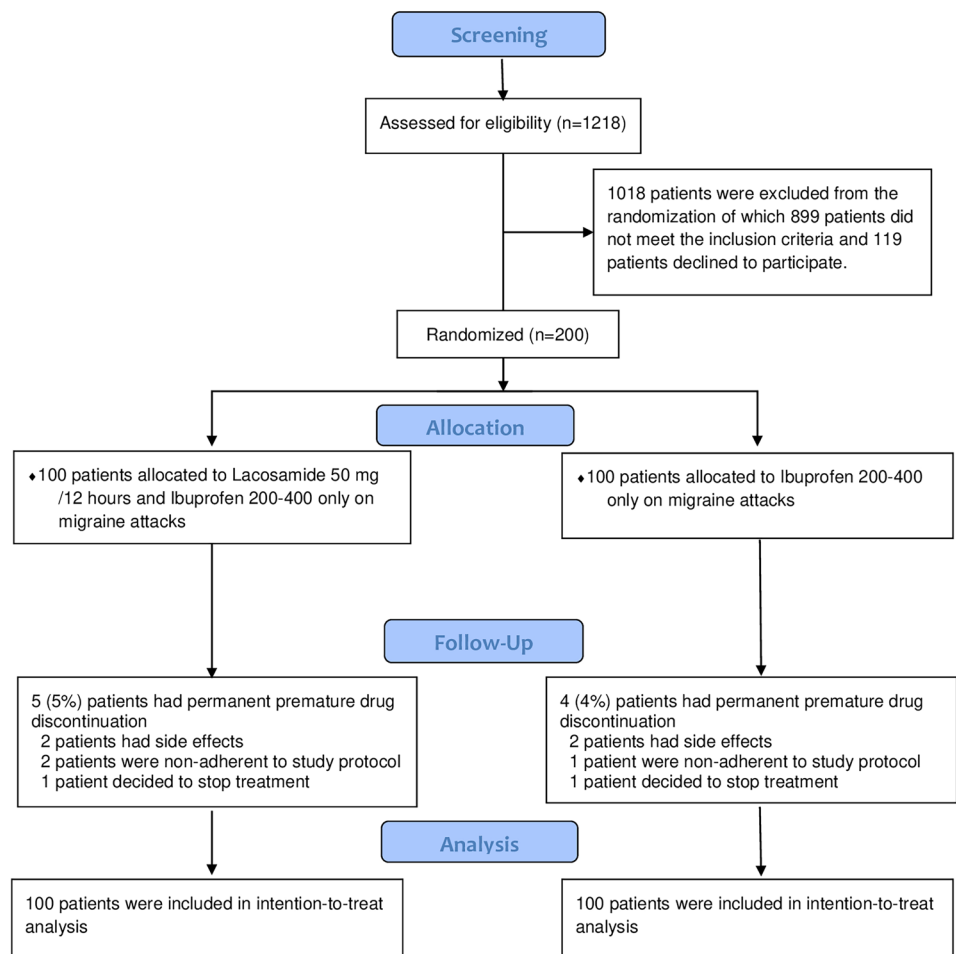 Screening
Assessed for eligibility (n=1218)
1018 patients were excluded from the
randomization of which 899 patients did
not meet the inclusion criteria and 119
patients declined to participate.
Randomized (n=200)
Allocation
♦100 patients allocated to Lacosamide 50 mg
/12 hours and Ibuprofen 200-400 only on
migraine attacks
♦100 patients allocated to Ibuprofen 200-400
only on migraine attacks
Follow-Up
5 (5%) patients had permanent premature drug
discontinuation
2 patients had side effects
2 patients were non-adherent to study protocol
1 patient decided to stop treatment
4 (4%) patients had permanent premature drug
discontinuation
2 patients had side effects
1 patient were non-adherent to study protocol
1 patient decided to stop treatment
Analysis
100 patients were included in intention-to-treat
analysis
100 patients were included in intention-to-treat
analysis